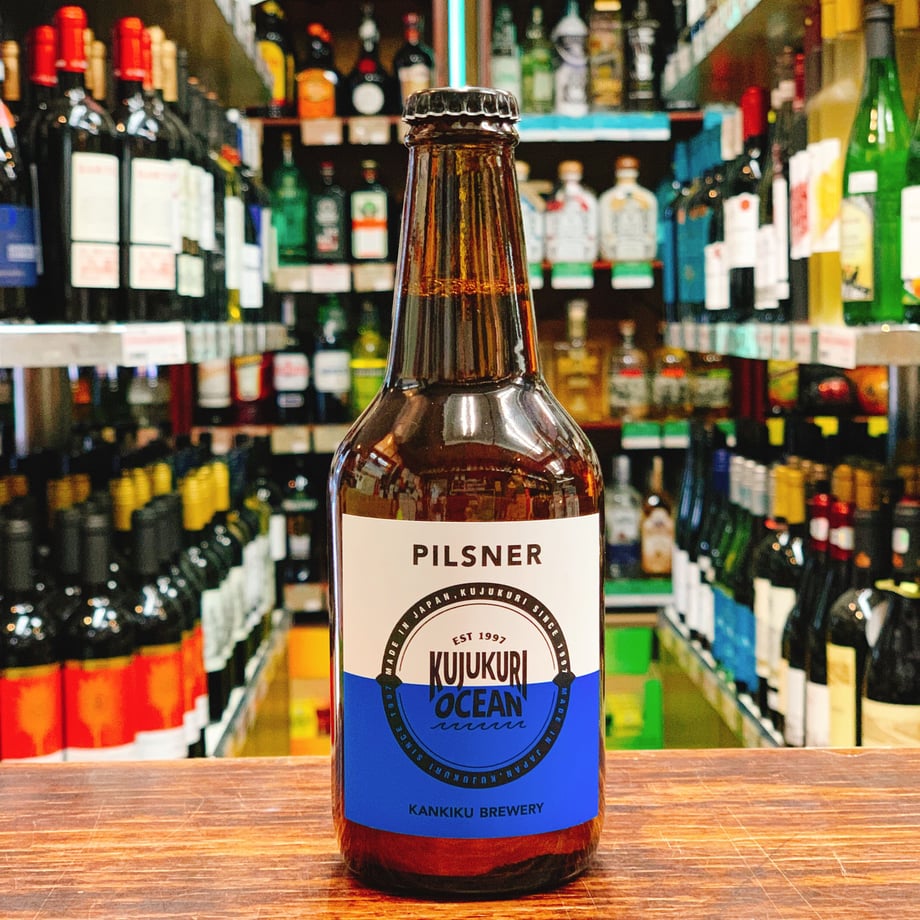 PILSNER
MADE IN JAPAN, KUJUKURI SINCE 1997
EST 1997
KUJUKURI
OCEAN
MADE IN JAPAN, KUJUKURI SINCE 1997
KANKIKU BREWERY